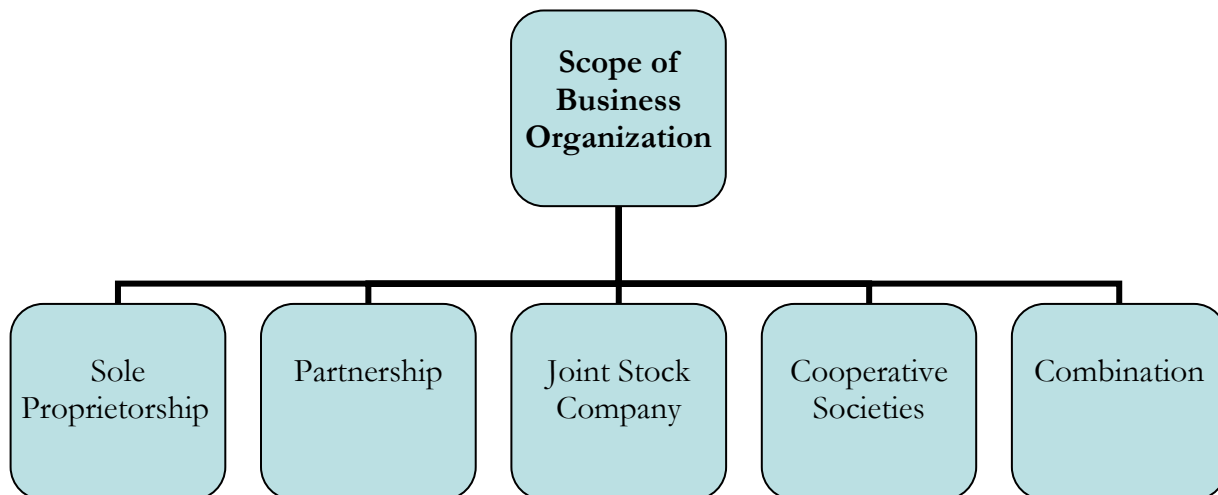 Scope of
Business
Organization
Sole
Proprietorship
Partnership
Joint Stock
Company
Cooperative
Societies
Combination